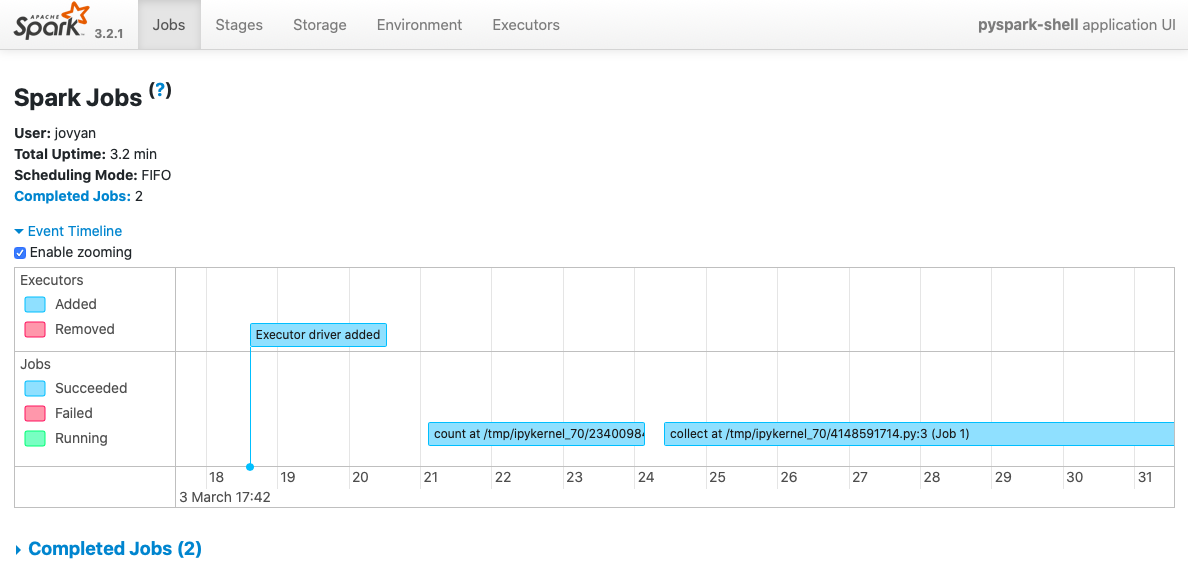 APACHE
Spark 3.2.1 Jobs Stages Storage Environment Executors pyspark-shell application UI
Spark Jobs (?)
User: jovyan
Total Uptime: 3.2 min
Scheduling Mode: FIFO
Completed Jobs: 2
Event Timeline
Enable zooming
Executors
Added
Removed
Executor driver added
Jobs
Succeeded
Failed
Running
count at /tmp/ipykernel_70/2340098 collect at /tmp/ipykernel_70/4148591714.py:3 (Job 1)
18 19 20 21 22 23 24 25 26 27 28 29 30 31
3 March 17:42
Completed Jobs (2)